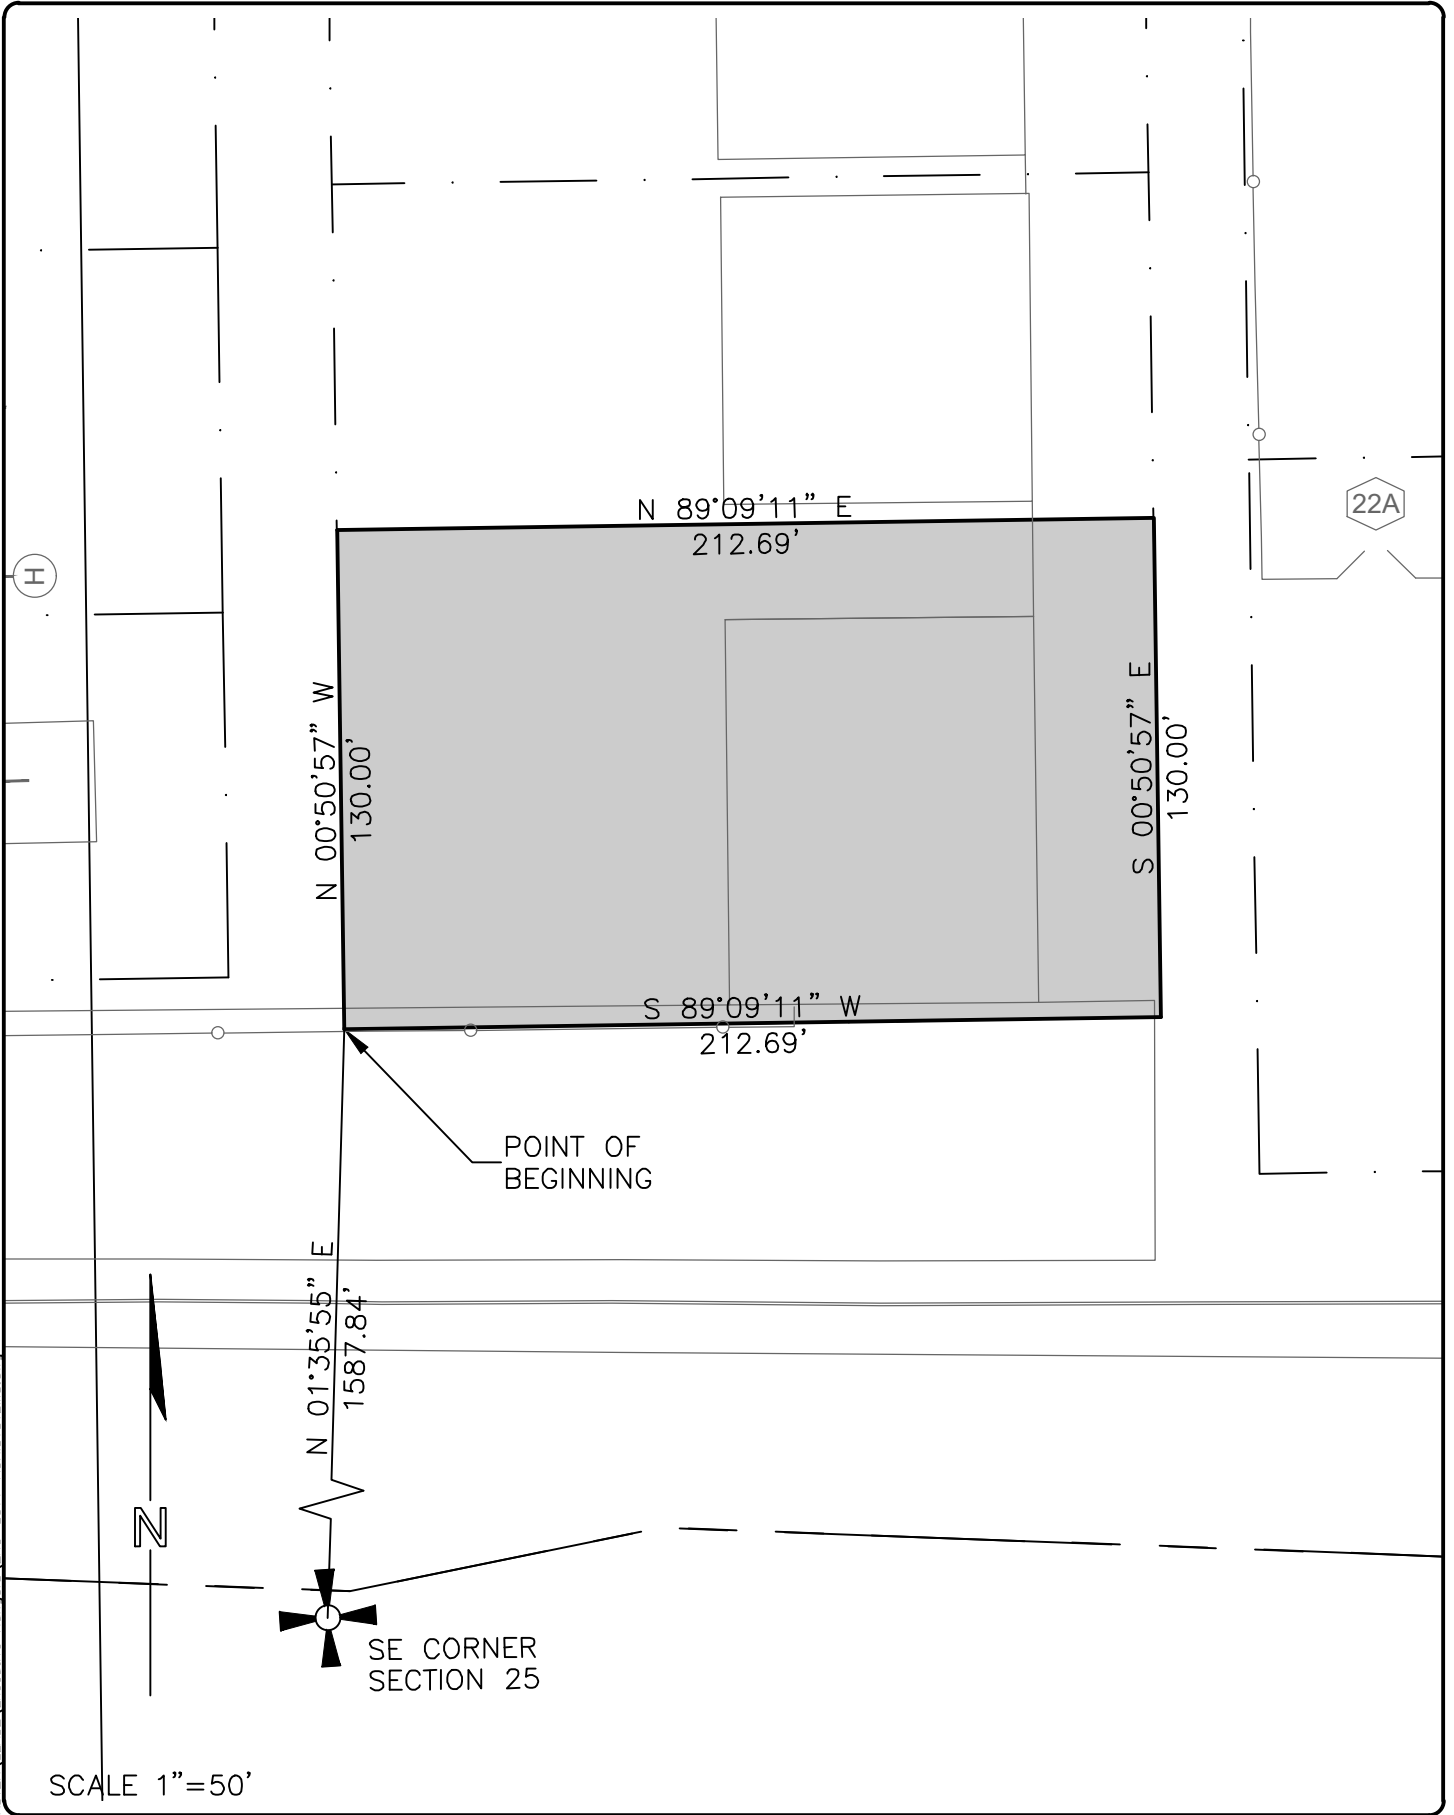 N 89°09'11" E
212.69'
22A
H
N 00°50'57" W
130.00'
S 00°50'57" E
130.00'
S 89°09'11" W
212.69'
POINT OF
BEGINNING
N 01°35'55" E
1587.84'
N
SE CORNER
SECTION 25
SCALE 1"=50'